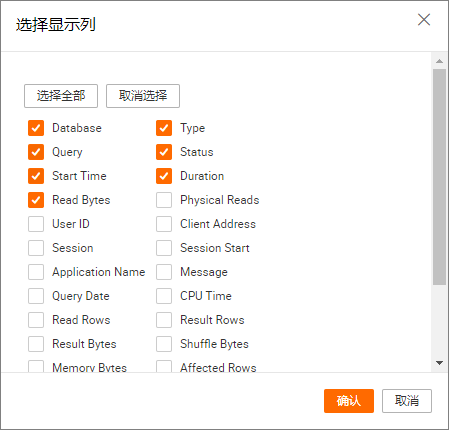 选择显示列
选择全部 取消选择
Database Type
Query Status
Start Time Duration
Read Bytes Physical Reads
User ID Client Address
Session Session Start
Application Name Message
Query Date CPU Time
Read Rows Result Rows
Result Bytes Shuffle Bytes
Memory Bytes Affected Rows
确认 取消